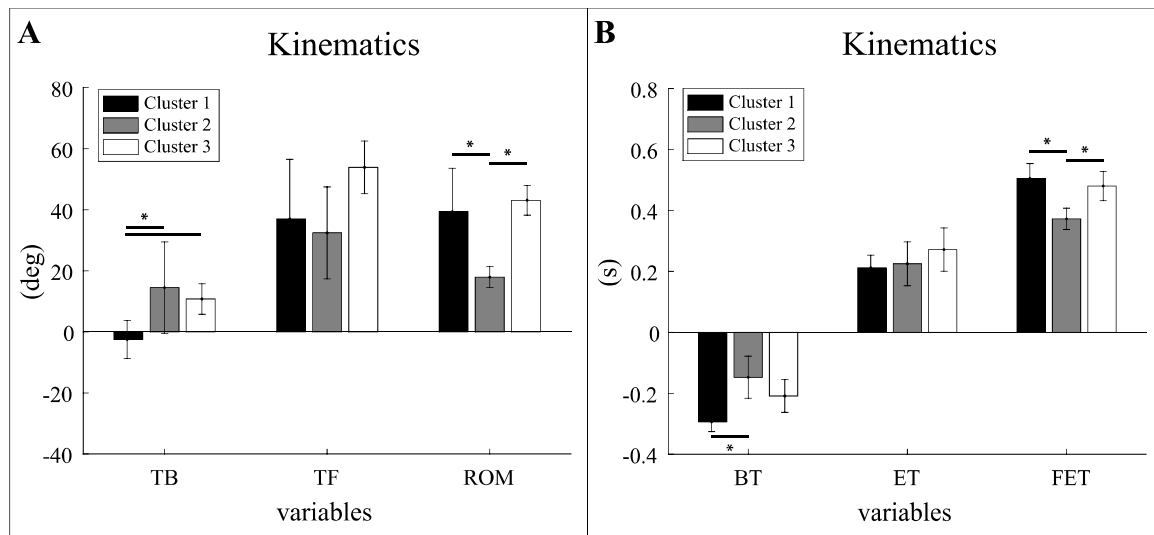 A
Kinematics
80
60
40
20
0
-20
-40
(deg)
Cluster 1
Cluster 2
Cluster 3
*
*
*
TB
TF
ROM
variables
B
Kinematics
0.8
0.6
0.4
0.2
0
-0.2
-0.4
(s)
Cluster 1
Cluster 2
Cluster 3
*
*
*
BT
ET
FET
variables